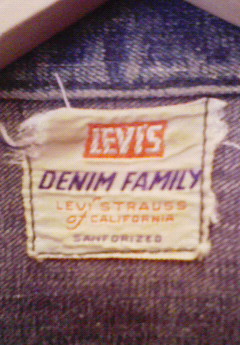 LEVI'S
DENIM FAMILY
LEVI STRAUSS
of CALIFORNIA
SANFORIZED